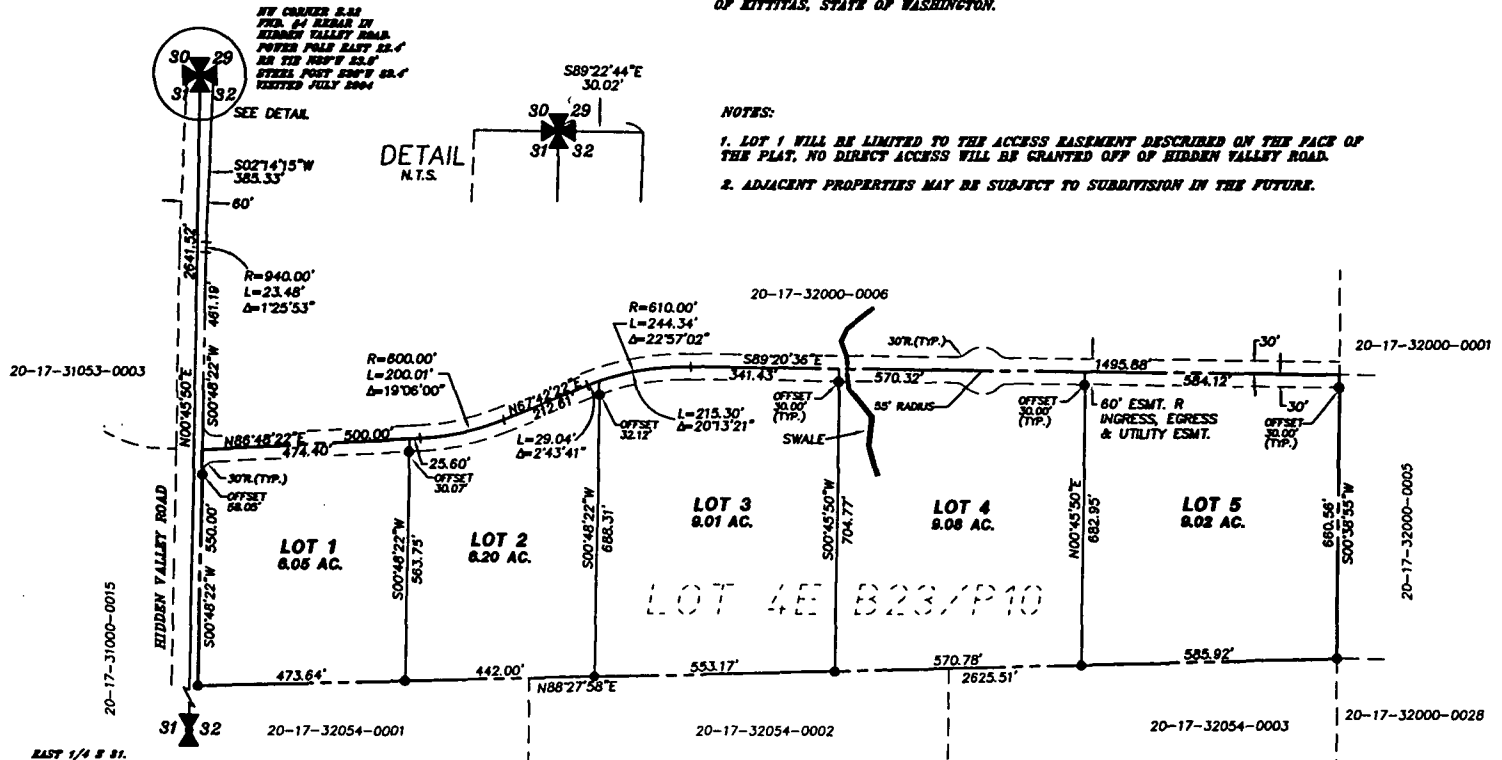 OF KITTITAS, STATE OF WASHINGTON.
NW CORNER S.32
FND. #4 REBAR IN
HIDDEN VALLEY ROAD.
POWER POLE EAST
VISITED JULY 2004
30 29
31 32
SEE DETAIL
S02°14'15"W
385.33'
60'
DETAIL
N.T.S.
S89°22'44"E
30.02'
30 29
31 32
NOTES:
1. LOT 1 WILL BE LIMITED TO THE ACCESS EASEMENT DESCRIBED ON THE FACE OF
THE PLAT, NO DIRECT ACCESS WILL BE GRANTED OFF OF HIDDEN VALLEY ROAD.
2. ADJACENT PROPERTIES MAY BE SUBJECT TO SUBDIVISION IN THE FUTURE.
2641.52'
N00°45'50"E
461.19'
S00°48'22"W
R=940.00'
L=23.48'
Δ=1°25'53"
20-17-31053-0003
R=600.00'
L=200.01'
Δ=19°06'00"
R=610.00'
L=244.34'
Δ=22°57'02"
20-17-32000-0006
30'R.(TYP.)
30'
20-17-32000-0001
S89°20'36"E
1495.88'
341.43'
570.32'
584.12'
N67°42'22"E
212.61'
N86°48'22"E
500.00'
474.40'
25.60'
30'R.(TYP.)
OFFSET
58.05'
OFFSET
30.07'
L=29.04'
Δ=2°43'41"
OFFSET
32.12'
L=215.30'
Δ=20°13'21"
OFFSET
30.00'
(TYP.)
SWALE
55' RADIUS
OFFSET
30.00'
(TYP.)
60' ESMT. R
INGRESS, EGRESS
& UTILITY ESMT.
30'
OFFSET
30.00'
(TYP.)
HIDDEN VALLEY ROAD
S00°48'22"W 550.00'
LOT 1
6.05 AC.
S00°48'22"W
563.75'
LOT 2
6.20 AC.
S00°48'22"W
688.31'
LOT 3
9.01 AC.
S00°45'50"W
704.77'
LOT 4
9.08 AC.
N00°45'50"E
682.95'
LOT 5
9.02 AC.
660.56'
S00°38'55"W
20-17-32000-0005
20-17-31000-0015
LOT 4E B23/P10
473.64'
442.00'
N88°27'58"E
553.17'
570.78'
2625.51'
585.92'
31 32
20-17-32054-0001
20-17-32054-0002
20-17-32054-0003
20-17-32000-0028
EAST 1/4 S 31.